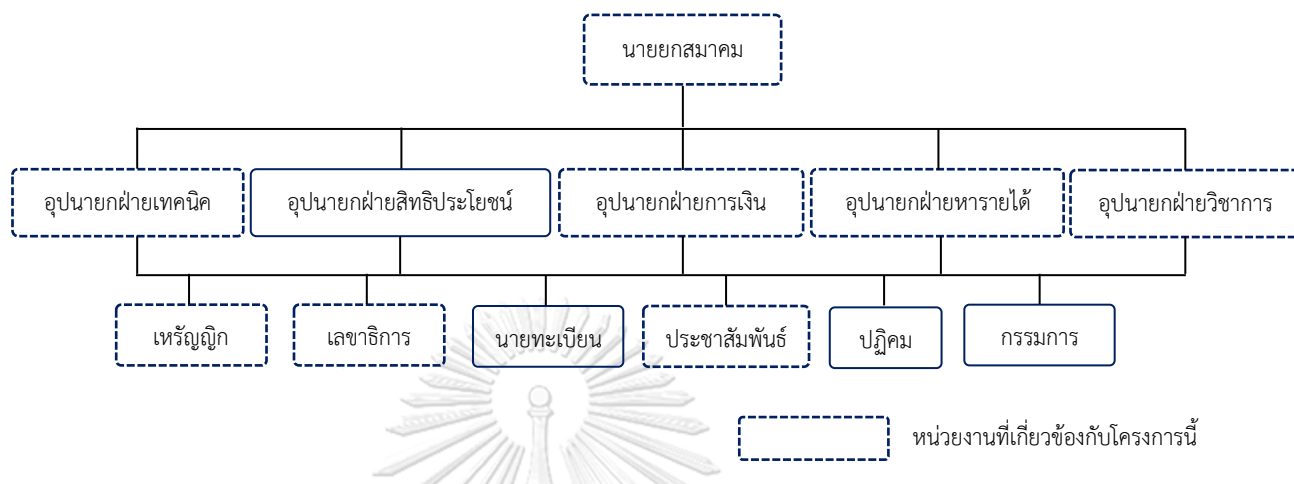 นายยกสมาคม
อุปนายกฝ่ายเทคนิค อุปนายกฝ่ายสิทธิประโยชน์ อุปนายกฝ่ายการเงิน อุปนายกฝ่ายหารายได้ อุปนายกฝ่ายวิชาการ
เหรัญญิก เลขาธิการ นายทะเบียน ประชาสัมพันธ์ ปฏิคม กรรมการ
หน่วยงานที่เกี่ยวข้องกับโครงการนี้